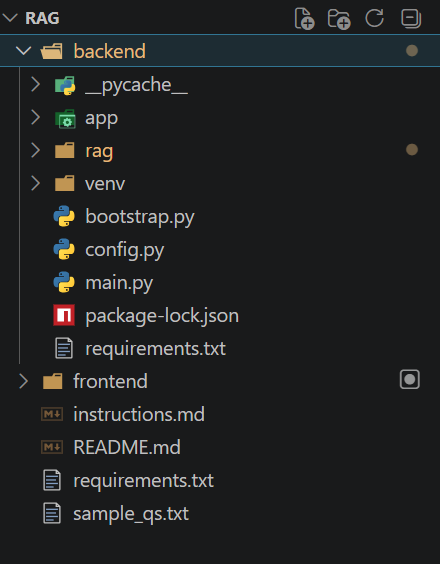 RAG
backend
__pycache__
app
rag
venv
bootstrap.py
config.py
main.py
package-lock.json
requirements.txt
frontend
instructions.md
README.md
requirements.txt
sample_qs.txt